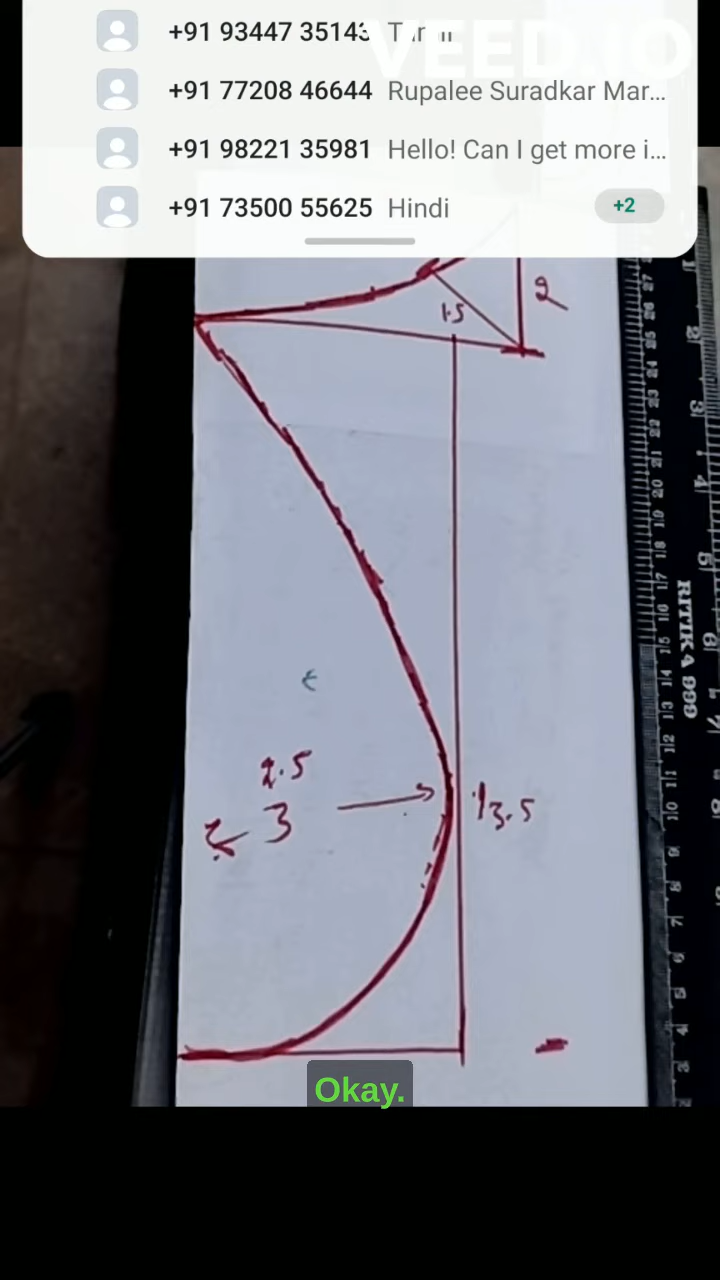 VEED.IO
+91 93447 35143
+91 77208 46644 Rupalee Suradkar Mar...
+91 98221 35981 Hello! Can I get more i...
+91 73500 55625 Hindi +2
2
1.5
2.5
3
13.5
RITIKA 999
Okay.